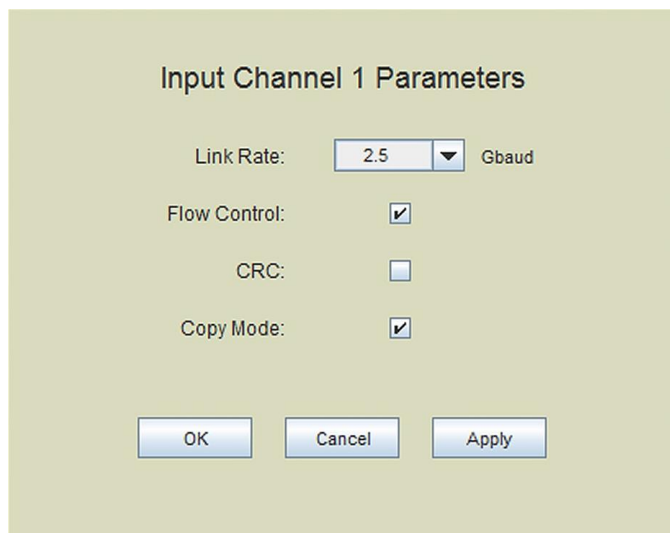 Input Channel 1 Parameters
Link Rate: 2.5 Gbaud
Flow Control:
CRC:
Copy Mode:
OK Cancel Apply